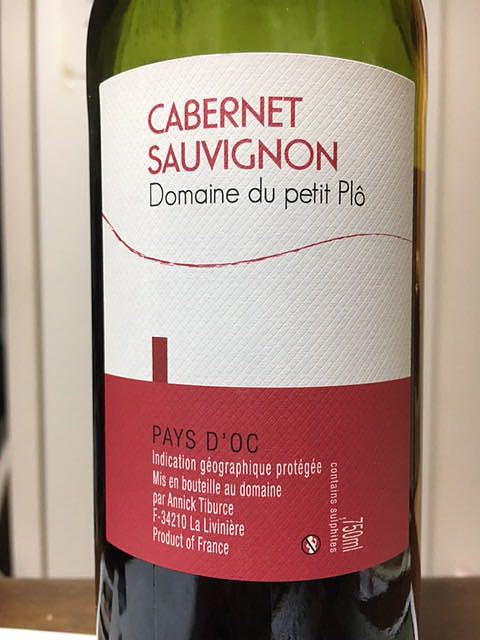 CABERNET
SAUVIGNON
Domaine du petit Plô
PAYS D'OC
Indication géographique protégée
Mis en bouteille au domaine
par Annick Tiburce
F-34210 La Livinière
Product of France
contains sulphites
750ml